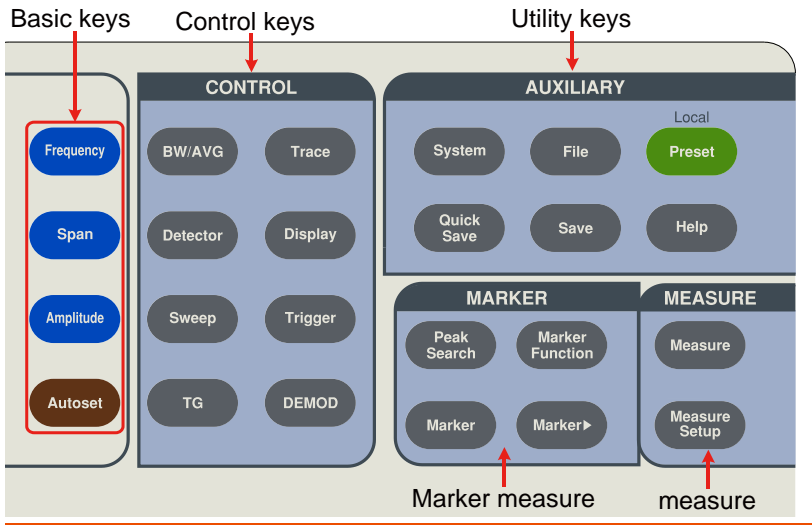 Basic keys
Control keys
Utility keys
CONTROL
AUXILIARY
Local
Frequency
BW/AVG
Trace
System
File
Preset
Span
Detector
Display
Quick
Save
Save
Help
MARKER
MEASURE
Amplitude
Sweep
Trigger
Peak
Search
Marker
Function
Measure
Autoset
TG
DEMOD
Marker
Marker▶
Measure
Setup
Marker measure
measure